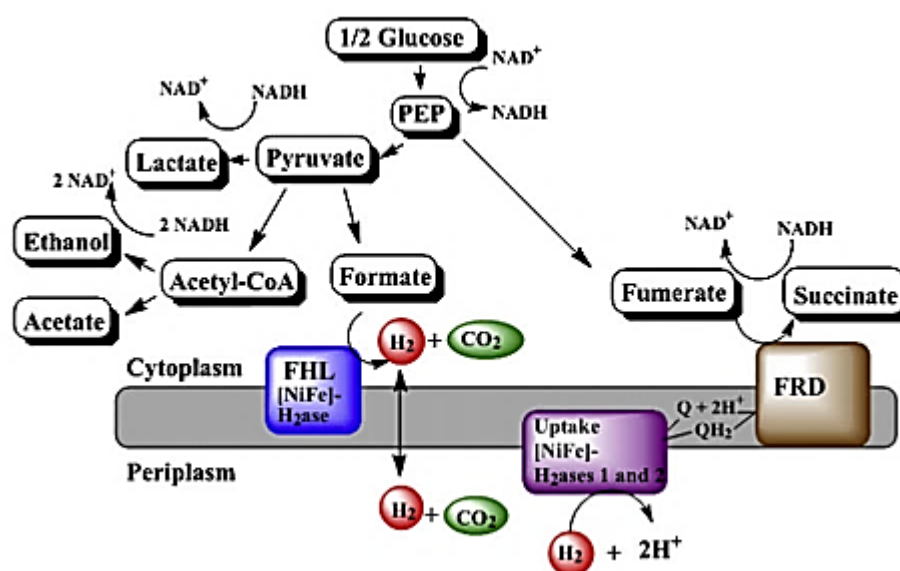 1/2 Glucose
NAD⁺
NADH
PEP
NAD⁺
NADH
Lactate
Pyruvate
2 NAD⁺
2 NADH
Ethanol
Acetyl-CoA
Formate
Acetate
NAD⁺
NADH
Fumerate
Succinate
H₂ + CO₂
Cytoplasm
FHL
[NiFe]-
H₂ase
FRD
Q + 2H⁺
QH₂
Uptake
[NiFe]-
H₂ases 1 and 2
Periplasm
H₂ + CO₂
H₂ + 2H⁺